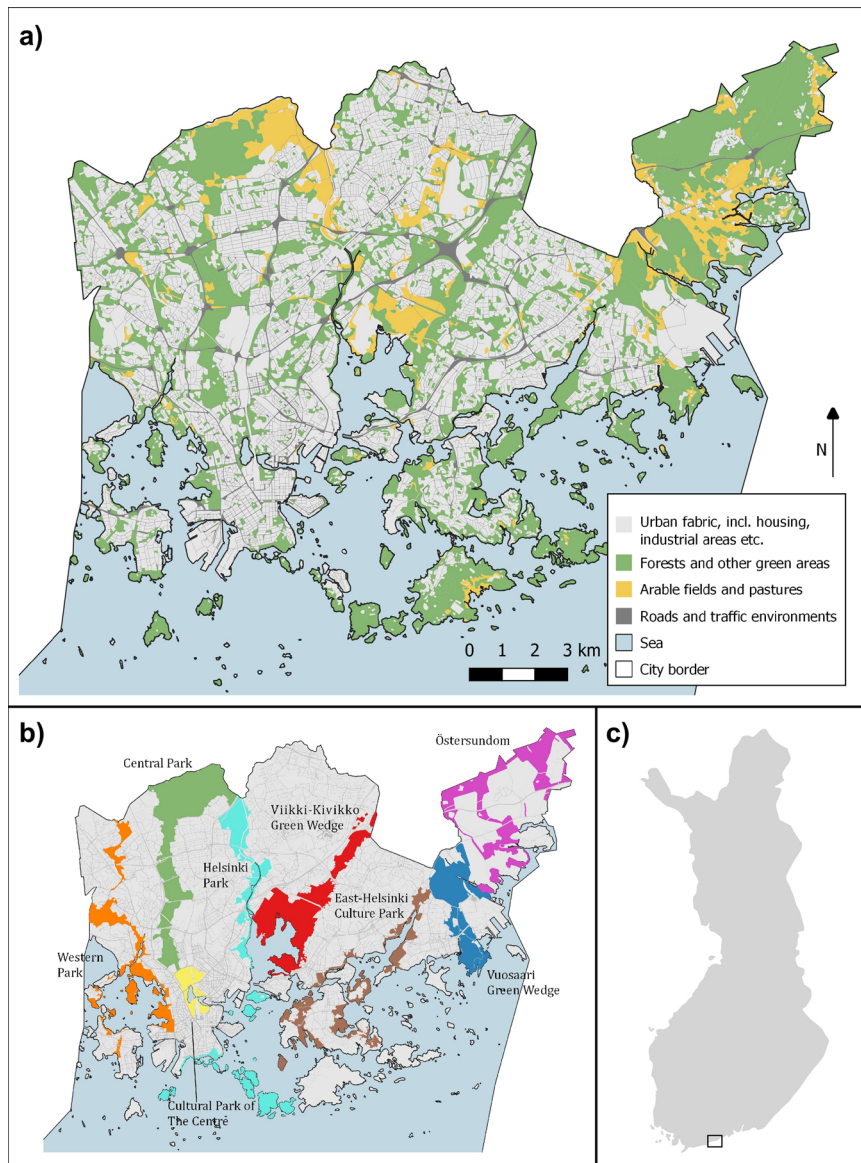 a)
N
Urban fabric, incl. housing,
industrial areas etc.
Forests and other green areas
Arable fields and pastures
Roads and traffic environments
Sea
City border
0 1 2 3 km
b)
Östersundom
Central Park
Viikki-Kivikko
Green Wedge
Helsinki
Park
East-Helsinki
Culture Park
Western
Park
Vuosaari
Green Wedge
Cultural Park of
The Centre
c)